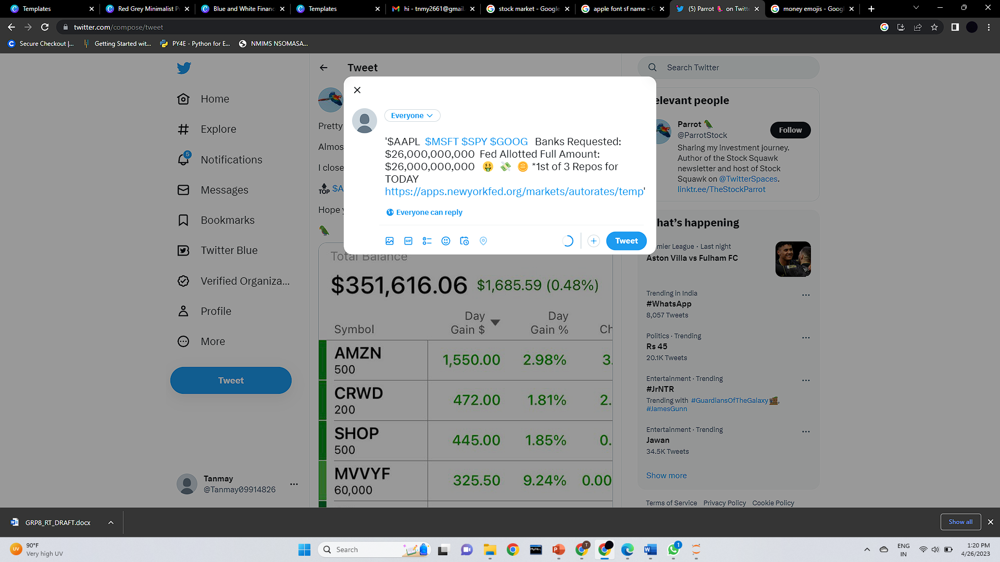 Templates
Red Grey Minimalist P
Blue and White Financ
Templates
hi - tnmy2661@gmail.
stock market - Google
apple font sf name - G
(5) Parrot 🦜 on Twitt
money emojis - Goog
twitter.com/compose/tweet
Secure Checkout |...
Getting Started wit...
PY4E - Python for E...
NMIMS NSOMASA...
Home
Explore
5
Notifications
Messages
Bookmarks
Twitter Blue
Verified Organiza...
Profile
More
Tweet
Tanmay
@Tanmay09914826
Tweet
Pretty
Almos
I close
TOP $A
Hope y
Everyone
'$AAPL $MSFT $SPY $GOOG Banks Requested:
$26,000,000,000 Fed Allotted Full Amount:
$26,000,000,000 🤑 💸 🪙 *1st of 3 Repos for
TODAY
https://apps.newyorkfed.org/markets/autorates/temp'
Everyone can reply
GIF
Tweet
Total Balance
$351,616.06 $1,685.59 (0.48%)
Symbol Day Gain $ Day Gain % Ch
AMZN 1,550.00 2.98% 3.
500
CRWD 472.00 1.81% 2.
200
SHOP 445.00 1.85% 0.
500
MVVYF 325.50 9.24% 0.00
60,000
Search Twitter
elevant people
Parrot 🦜
@ParrotStock
Follow
Sharing my investment journey.
Author of the Stock Squawk
newsletter and host of Stock
Squawk on @TwitterSpaces.
linktr.ee/TheStockParrot
hat's happening
mier League · Last night
Aston Villa vs Fulham FC
Trending in India
#WhatsApp
8,057 Tweets
Politics · Trending
Rs 45
20.1K Tweets
Entertainment · Trending
#JrNTR
Trending with #GuardiansOfTheGalaxy,
#JamesGunn
Entertainment · Trending
Jawan
34.5K Tweets
Show more
Terms of Service Privacy Policy Cookie Policy
GRP8_RT_DRAFT.docx
Show all
UV
90°F
Very high UV
Search
MySQL
T
1
ENG
IN
1:20 PM
4/26/2023